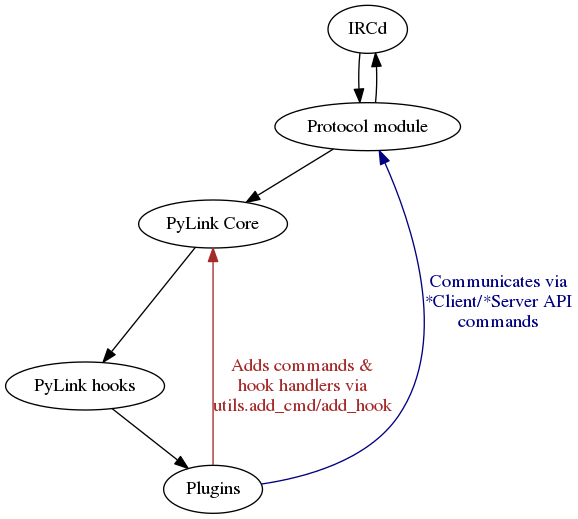 IRCd
Protocol module
PyLink Core
Communicates via
*Client/*Server API
commands
Adds commands &
hook handlers via
utils.add_cmd/add_hook
PyLink hooks
Plugins